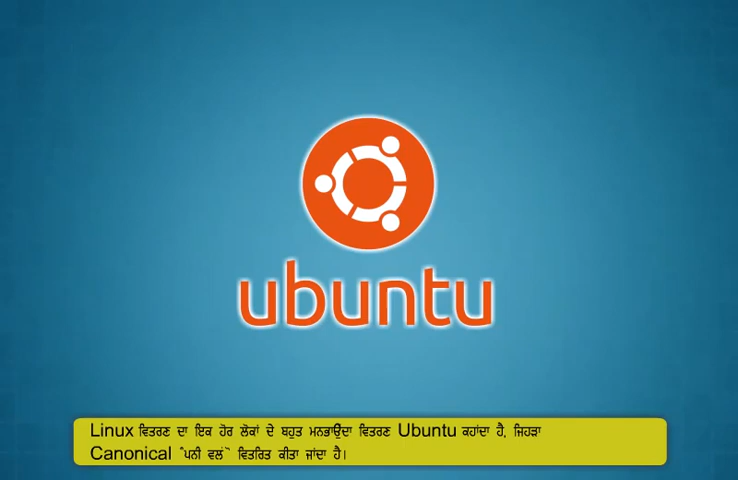 ubuntu
Linux ਵਿਤਰਣ ਦਾ ਇਕ ਹੋਰ ਲੋਕਾਂ ਦੇ ਬਹੁਤ ਮਨਭਾਉਂਦਾ ਵਿਤਰਣ Ubuntu ਕਹਾਂਦਾ ਹੈ, ਜਿਹੜਾ
Canonical ਵਲੋਂ ਵਿਤਰਿਤ ਕੀਤਾ ਜਾਂਦਾ ਹੈ।